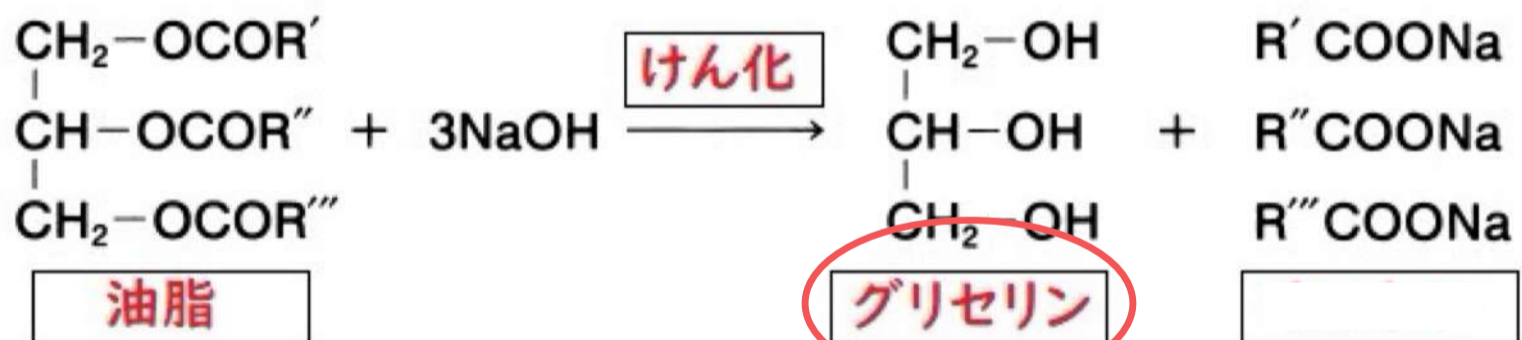 CH₂−OCOR′ CH₂−OH R′COONa
けん化
CH−OCOR″ + 3NaOH → CH−OH + R″COONa
CH₂−OCOR‴ CH₂−OH R‴COONa
油脂 グリセリン